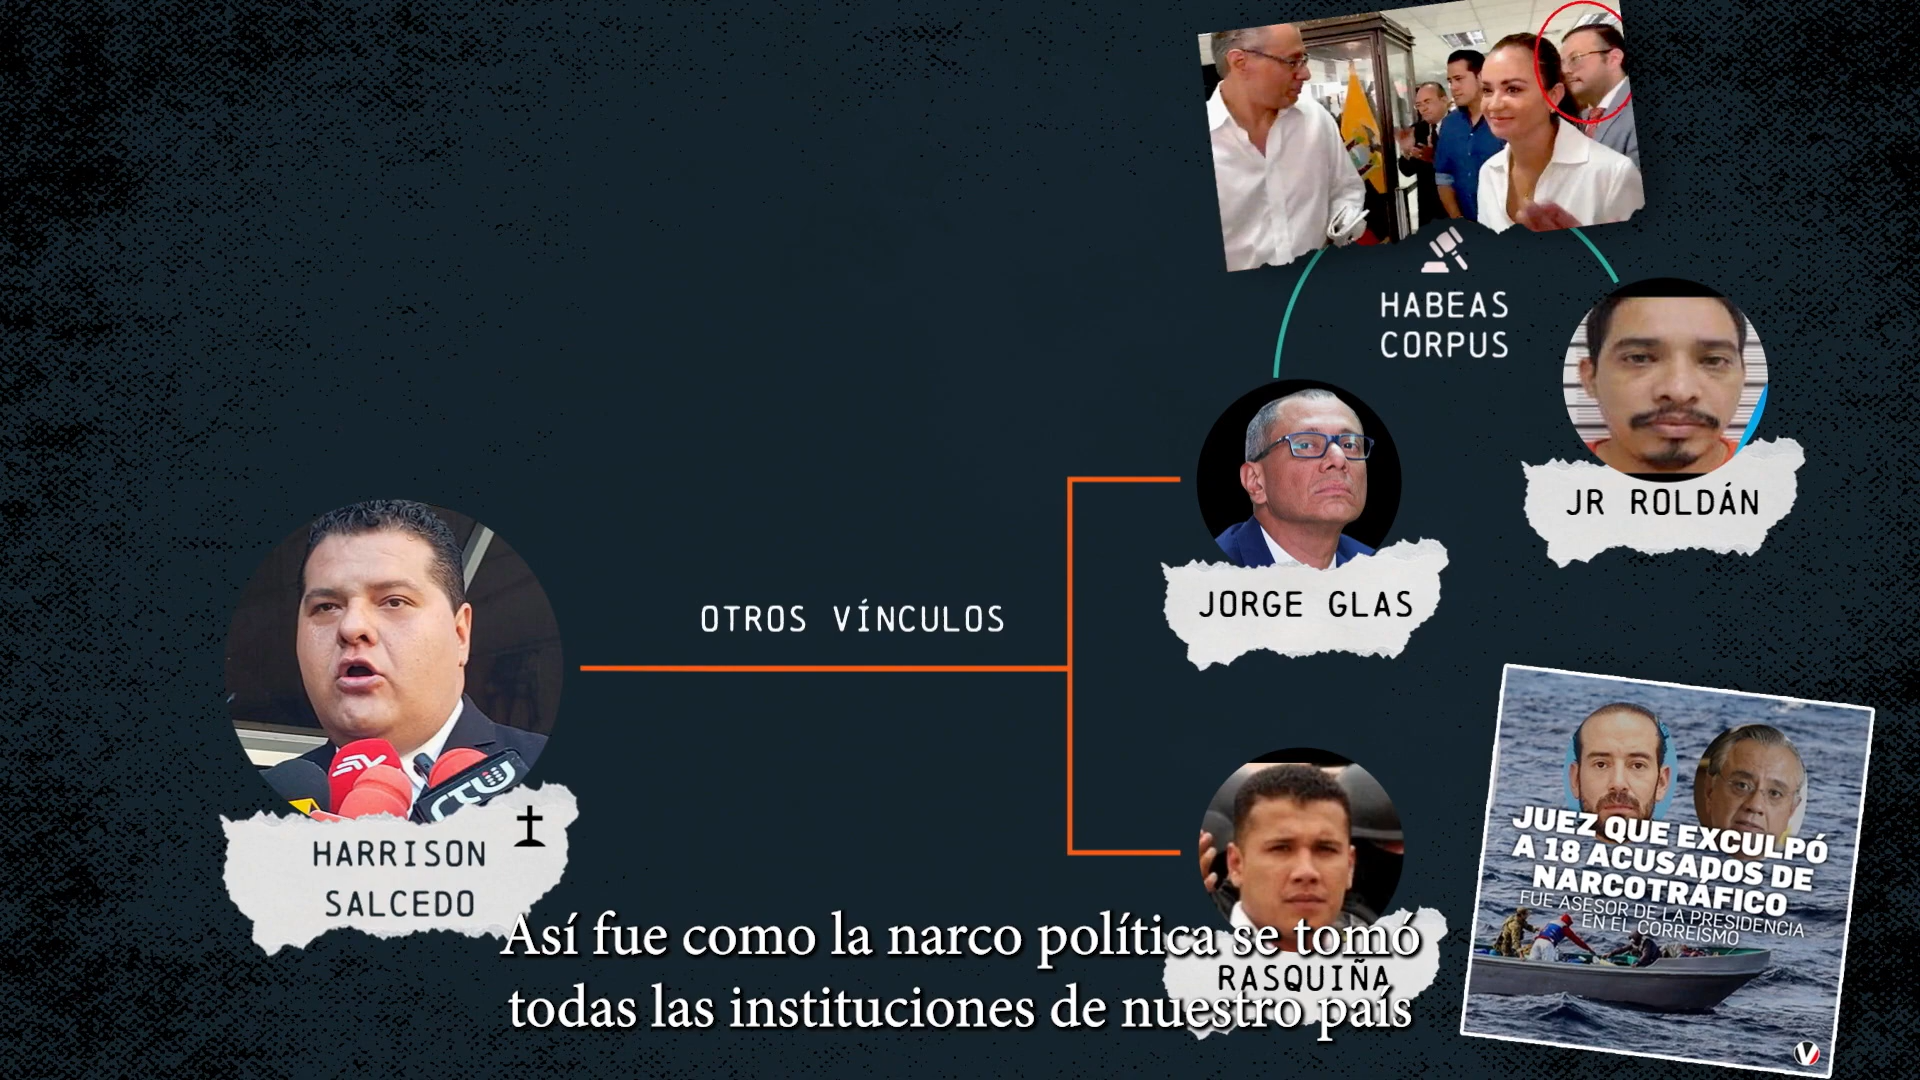 HABEAS
CORPUS
JR ROLDÁN
JORGE GLAS
OTROS VÍNCULOS
HARRISON
SALCEDO
RASQUIÑA
JUEZ QUE EXCULPÓ
A 18 ACUSADOS DE
NARCOTRÁFICO
FUE ASESOR DE LA PRESIDENCIA
EN EL CORREÍSMO
V
CTV
Así fue como la narco política se tomó
todas las instituciones de nuestro país